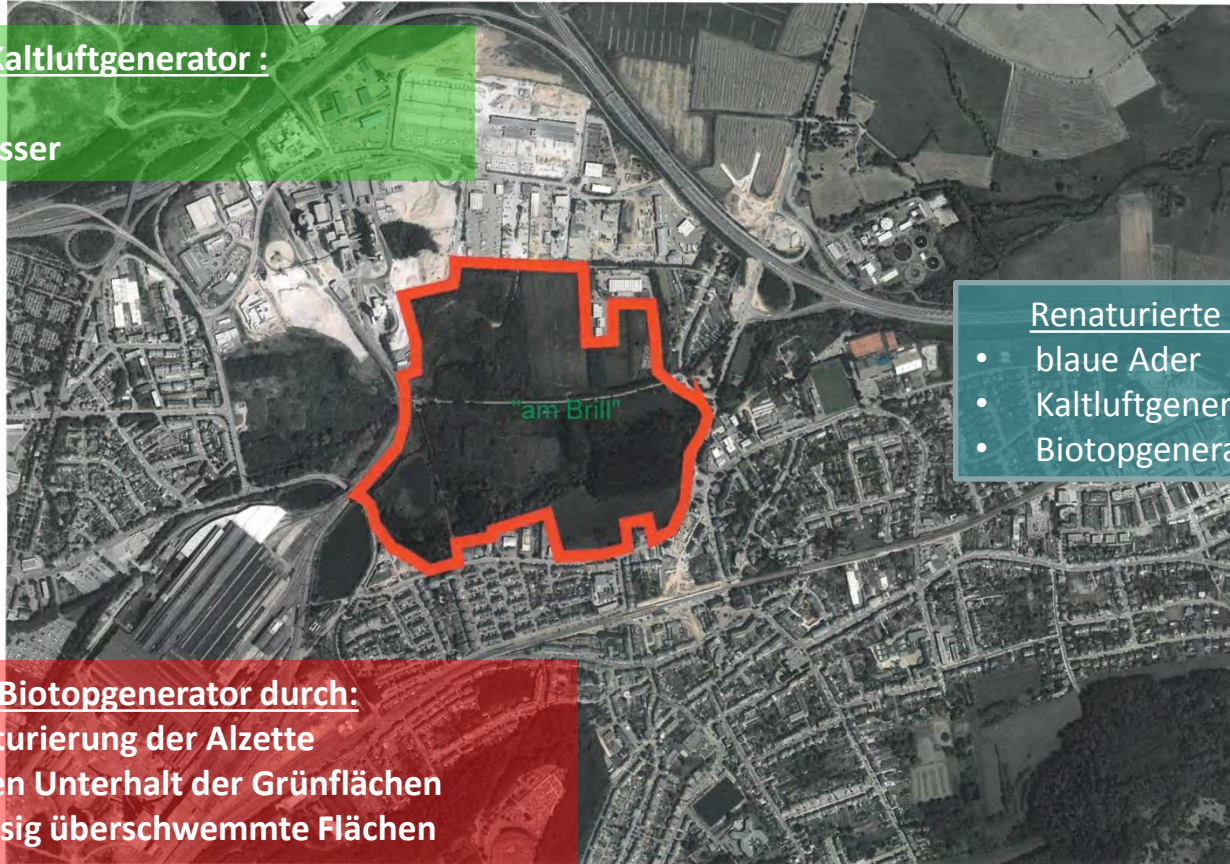 Kaltluftgenerator :
sser
"am Brill"
Renaturierte
• blaue Ader
• Kaltluftgener
• Biotopgenera
Biotopgenerator durch:
turierung der Alzette
en Unterhalt der Grünflächen
sig überschwemmte Flächen